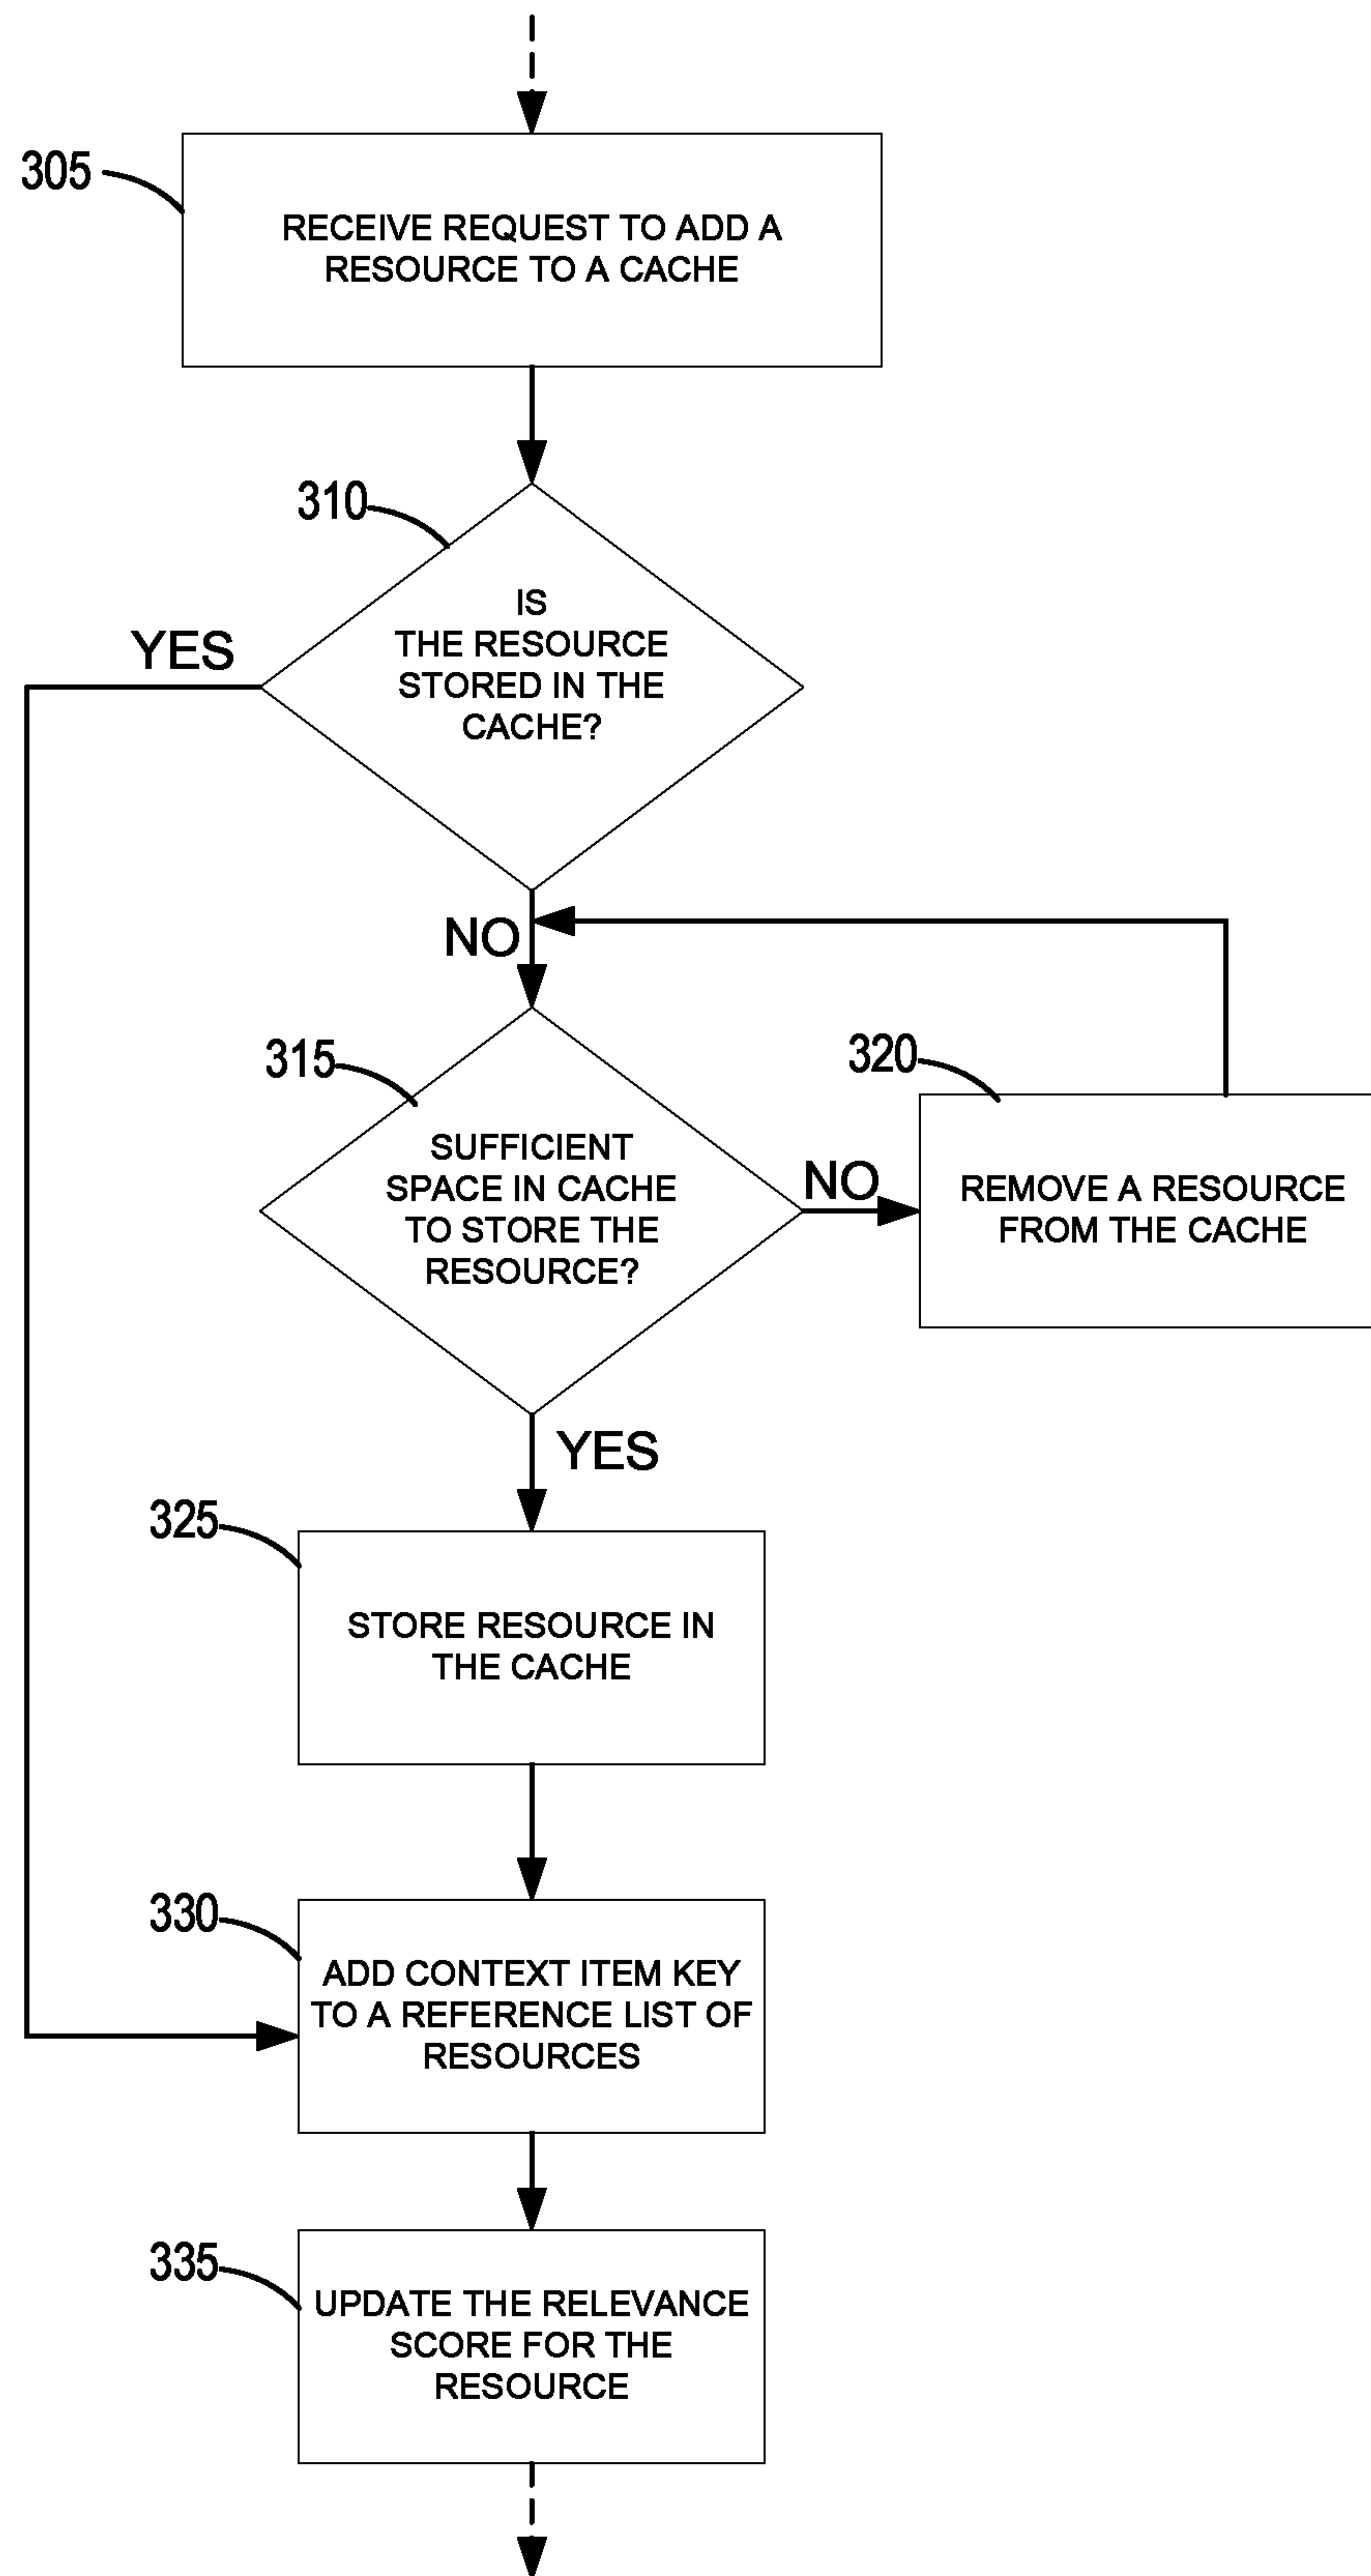 305
RECEIVE REQUEST TO ADD A
RESOURCE TO A CACHE
310
IS
THE RESOURCE
STORED IN THE
CACHE?
YES
NO
315
SUFFICIENT
SPACE IN CACHE
TO STORE THE
RESOURCE?
NO
320
REMOVE A RESOURCE
FROM THE CACHE
YES
325
STORE RESOURCE IN
THE CACHE
330
ADD CONTEXT ITEM KEY
TO A REFERENCE LIST OF
RESOURCES
335
UPDATE THE RELEVANCE
SCORE FOR THE
RESOURCE